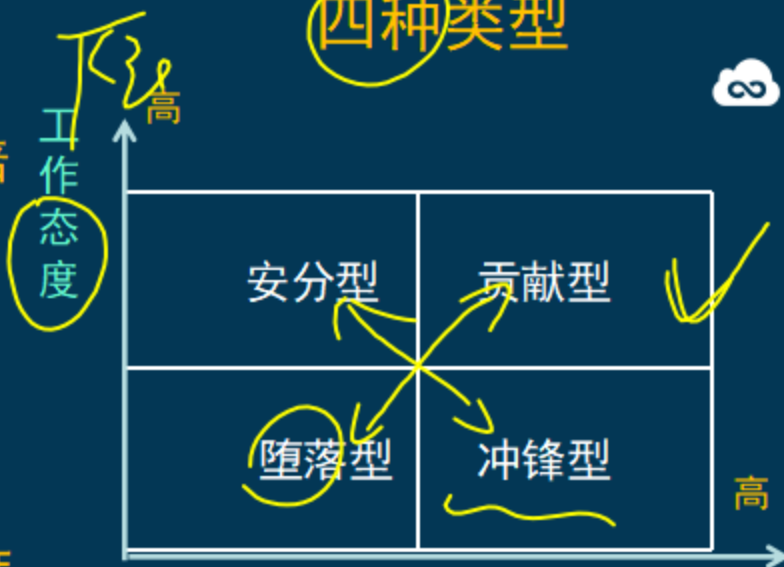 四种类型
高
工作态度
安分型 贡献型
堕落型 冲锋型
高